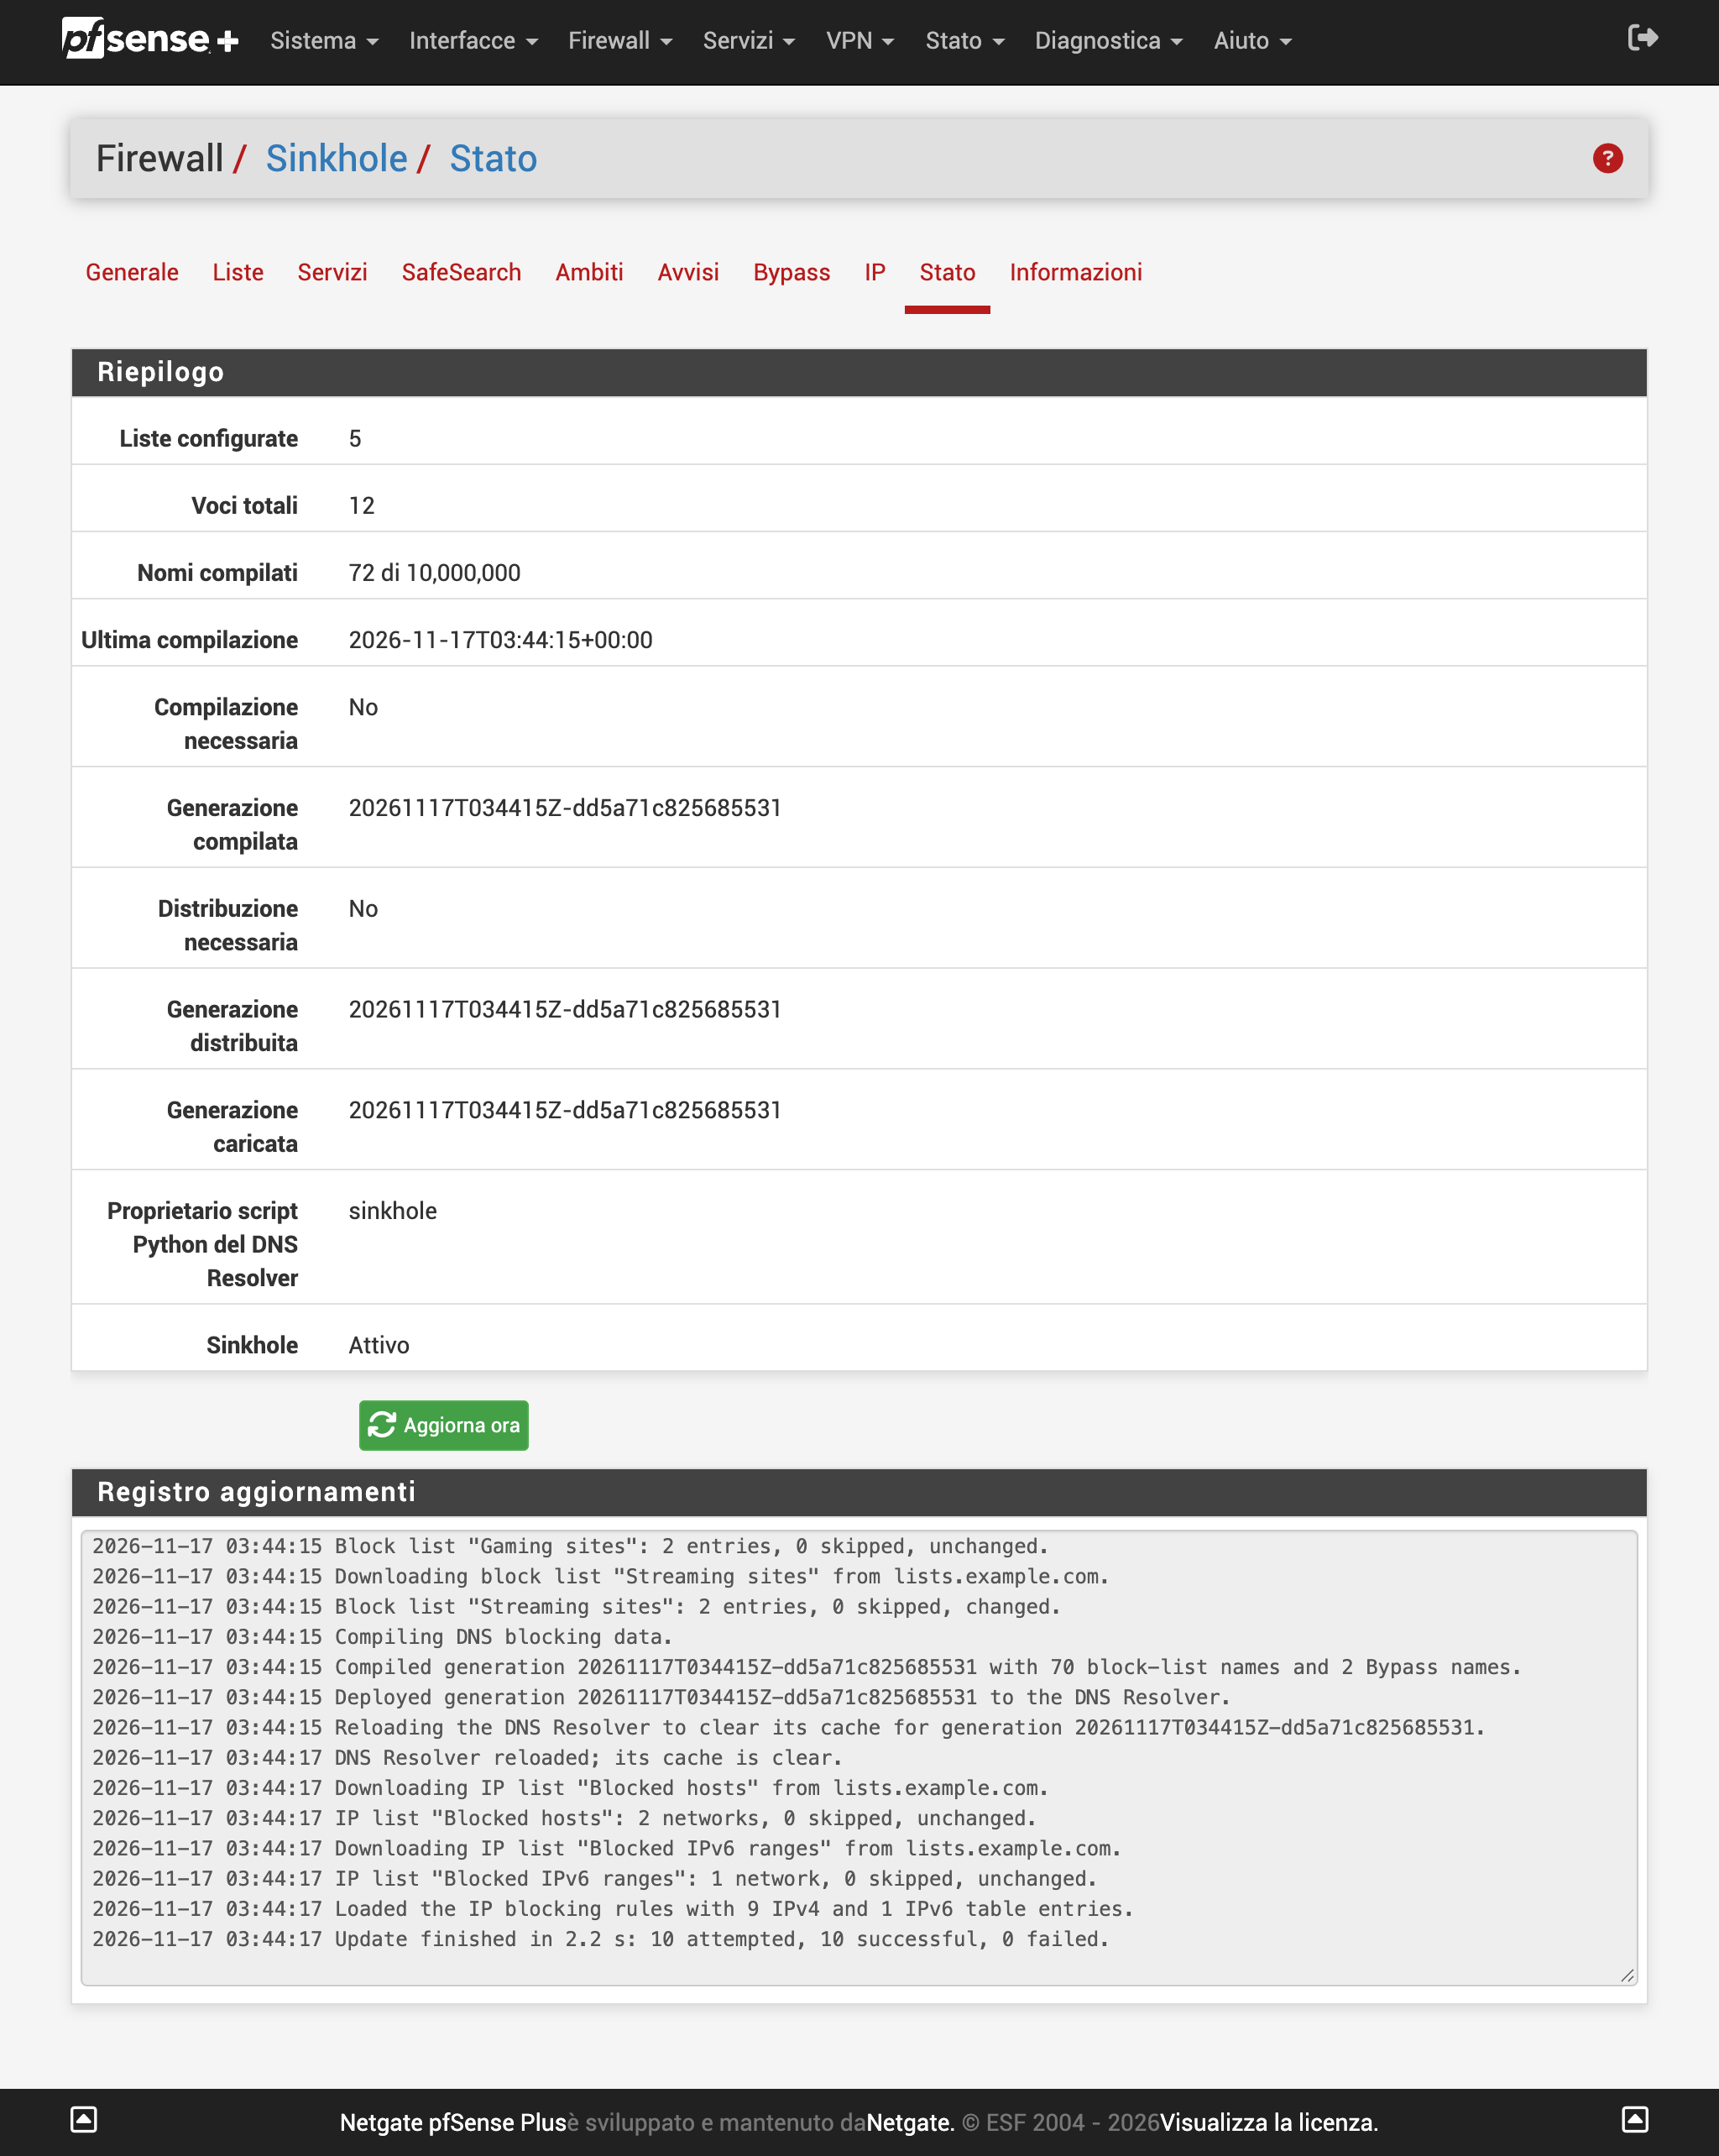 pfsense + Sistema Interfacce Firewall Servizi VPN Stato Diagnostica Aiuto
Firewall / Sinkhole / Stato
?
Generale Liste Servizi SafeSearch Ambiti Avvisi Bypass IP Stato Informazioni
Riepilogo
Liste configurate 5
Voci totali 12
Nomi compilati 72 di 10,000,000
Ultima compilazione 2026-11-17T03:44:15+00:00
Compilazione No
necessaria
Generazione 20261117T034415Z-dd5a71c825685531
compilata
Distribuzione No
necessaria
Generazione 20261117T034415Z-dd5a71c825685531
distribuita
Generazione 20261117T034415Z-dd5a71c825685531
caricata
Proprietario script sinkhole
Python del DNS
Resolver
Sinkhole Attivo
Aggiorna ora
Registro aggiornamenti
2026-11-17 03:44:15 Block list "Gaming sites": 2 entries, 0 skipped, unchanged.
2026-11-17 03:44:15 Downloading block list "Streaming sites" from lists.example.com.
2026-11-17 03:44:15 Block list "Streaming sites": 2 entries, 0 skipped, changed.
2026-11-17 03:44:15 Compiling DNS blocking data.
2026-11-17 03:44:15 Compiled generation 20261117T034415Z-dd5a71c825685531 with 70 block-list names and 2 Bypass names.
2026-11-17 03:44:15 Deployed generation 20261117T034415Z-dd5a71c825685531 to the DNS Resolver.
2026-11-17 03:44:15 Reloading the DNS Resolver to clear its cache for generation 20261117T034415Z-dd5a71c825685531.
2026-11-17 03:44:17 DNS Resolver reloaded; its cache is clear.
2026-11-17 03:44:17 Downloading IP list "Blocked hosts" from lists.example.com.
2026-11-17 03:44:17 IP list "Blocked hosts": 2 networks, 0 skipped, unchanged.
2026-11-17 03:44:17 Downloading IP list "Blocked IPv6 ranges" from lists.example.com.
2026-11-17 03:44:17 IP list "Blocked IPv6 ranges": 1 network, 0 skipped, unchanged.
2026-11-17 03:44:17 Loaded the IP blocking rules with 9 IPv4 and 1 IPv6 table entries.
2026-11-17 03:44:17 Update finished in 2.2 s: 10 attempted, 10 successful, 0 failed.
Netgate pfSense Plusè sviluppato e mantenuto daNetgate. © ESF 2004 - 2026Visualizza la licenza.